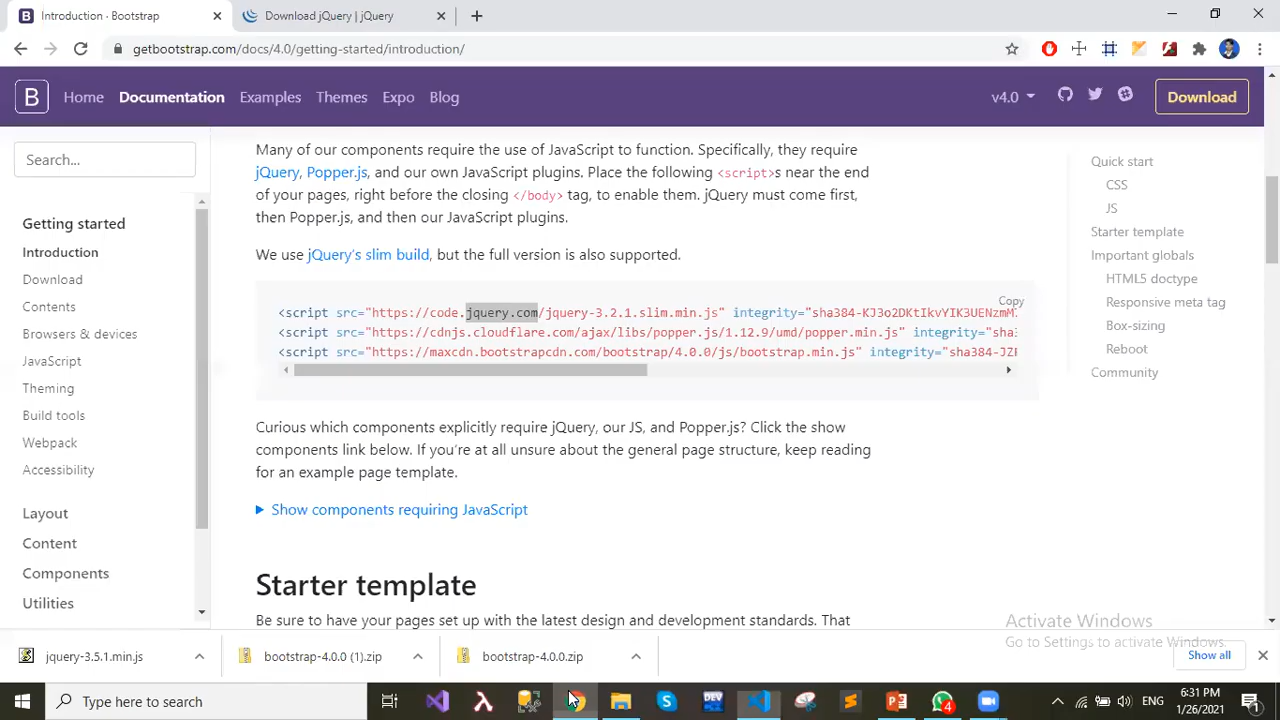 Introduction · Bootstrap
Download jQuery | jQuery
getbootstrap.com/docs/4.0/getting-started/introduction/
B
Home
Documentation
Examples
Themes
Expo
Blog
v4.0
Download
Search...
Getting started
Introduction
Download
Contents
Browsers & devices
JavaScript
Theming
Build tools
Webpack
Accessibility
Layout
Content
Components
Utilities
Many of our components require the use of JavaScript to function. Specifically, they require
jQuery, Popper.js, and our own JavaScript plugins. Place the following <script>s near the end
of your pages, right before the closing </body> tag, to enable them. jQuery must come first,
then Popper.js, and then our JavaScript plugins.
We use jQuery's slim build, but the full version is also supported.
Copy
<script src="https://code.jquery.com/jquery-3.2.1.slim.min.js" integrity="sha384-KJ3o2DKtIkvYIK3UENzmM
<script src="https://cdnjs.cloudflare.com/ajax/libs/popper.js/1.12.9/umd/popper.min.js" integrity="sha
<script src="https://maxcdn.bootstrapcdn.com/bootstrap/4.0.0/js/bootstrap.min.js" integrity="sha384-JZ
Curious which components explicitly require jQuery, our JS, and Popper.js? Click the show
components link below. If you're at all unsure about the general page structure, keep reading
for an example page template.
Show components requiring JavaScript
Starter template
Be sure to have your pages set up with the latest design and development standards. That
Quick start
CSS
JS
Starter template
Important globals
HTML5 doctype
Responsive meta tag
Box-sizing
Reboot
Community
Activate Windows
Go to Settings to activate Windows.
jquery-3.5.1.min.js
bootstrap-4.0.0 (1).zip
bootstrap-4.0.0.zip
Show all
Type here to search
DEV
4
6:31 PM
1/26/2021